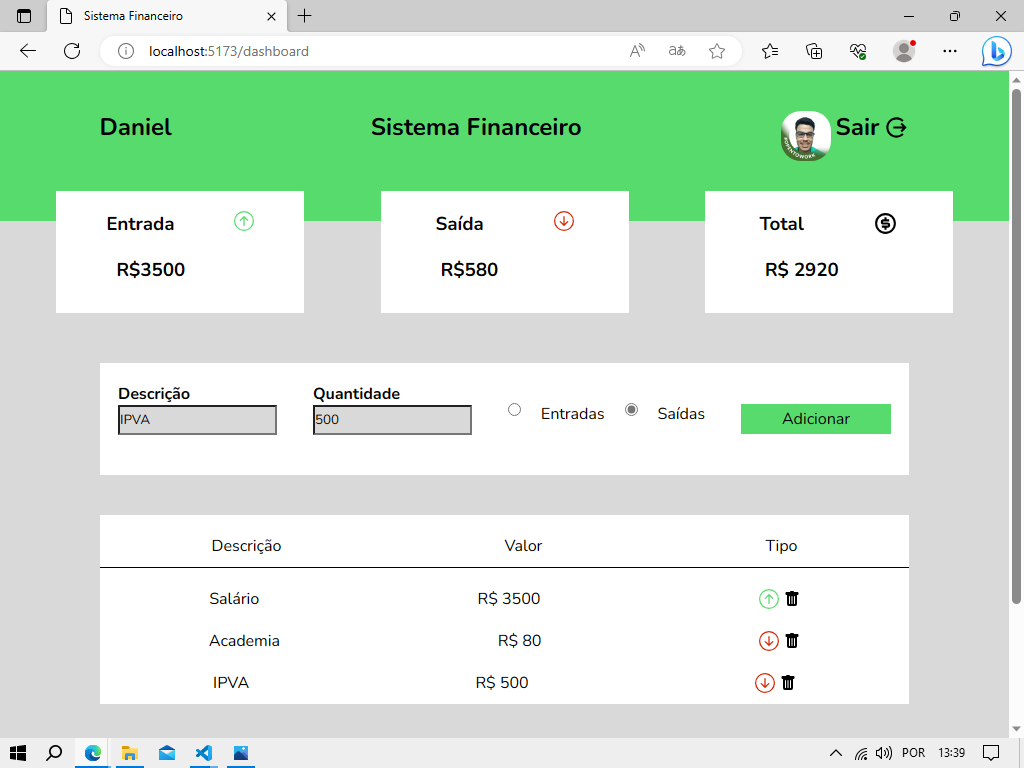 Sistema Financeiro
localhost:5173/dashboard
Daniel
Sistema Financeiro
Sair
Entrada
R$3500
Saída
R$580
Total
R$ 2920
Descrição
IPVA
Quantidade
500
Entradas
Saídas
Adicionar
Descrição Valor Tipo
Salário R$ 3500
Academia R$ 80
IPVA R$ 500
POR 13:39